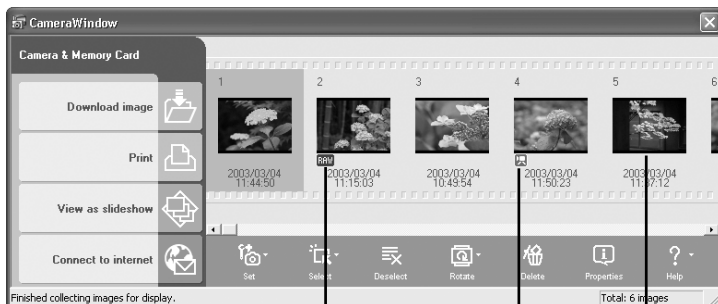 CameraWindow
Camera & Memory Card
Download image
Print
View as slideshow
Connect to internet
1 2 3 4 5 6
RAW
2003/03/04 2003/03/04 2003/03/04 2003/03/04 2003/03/04
11:44:50 11:15:03 10:49:54 11:50:23 11:37:12
Set Select Deselect Rotate Delete Properties Help
Finished collecting images for display. Total: 6 images